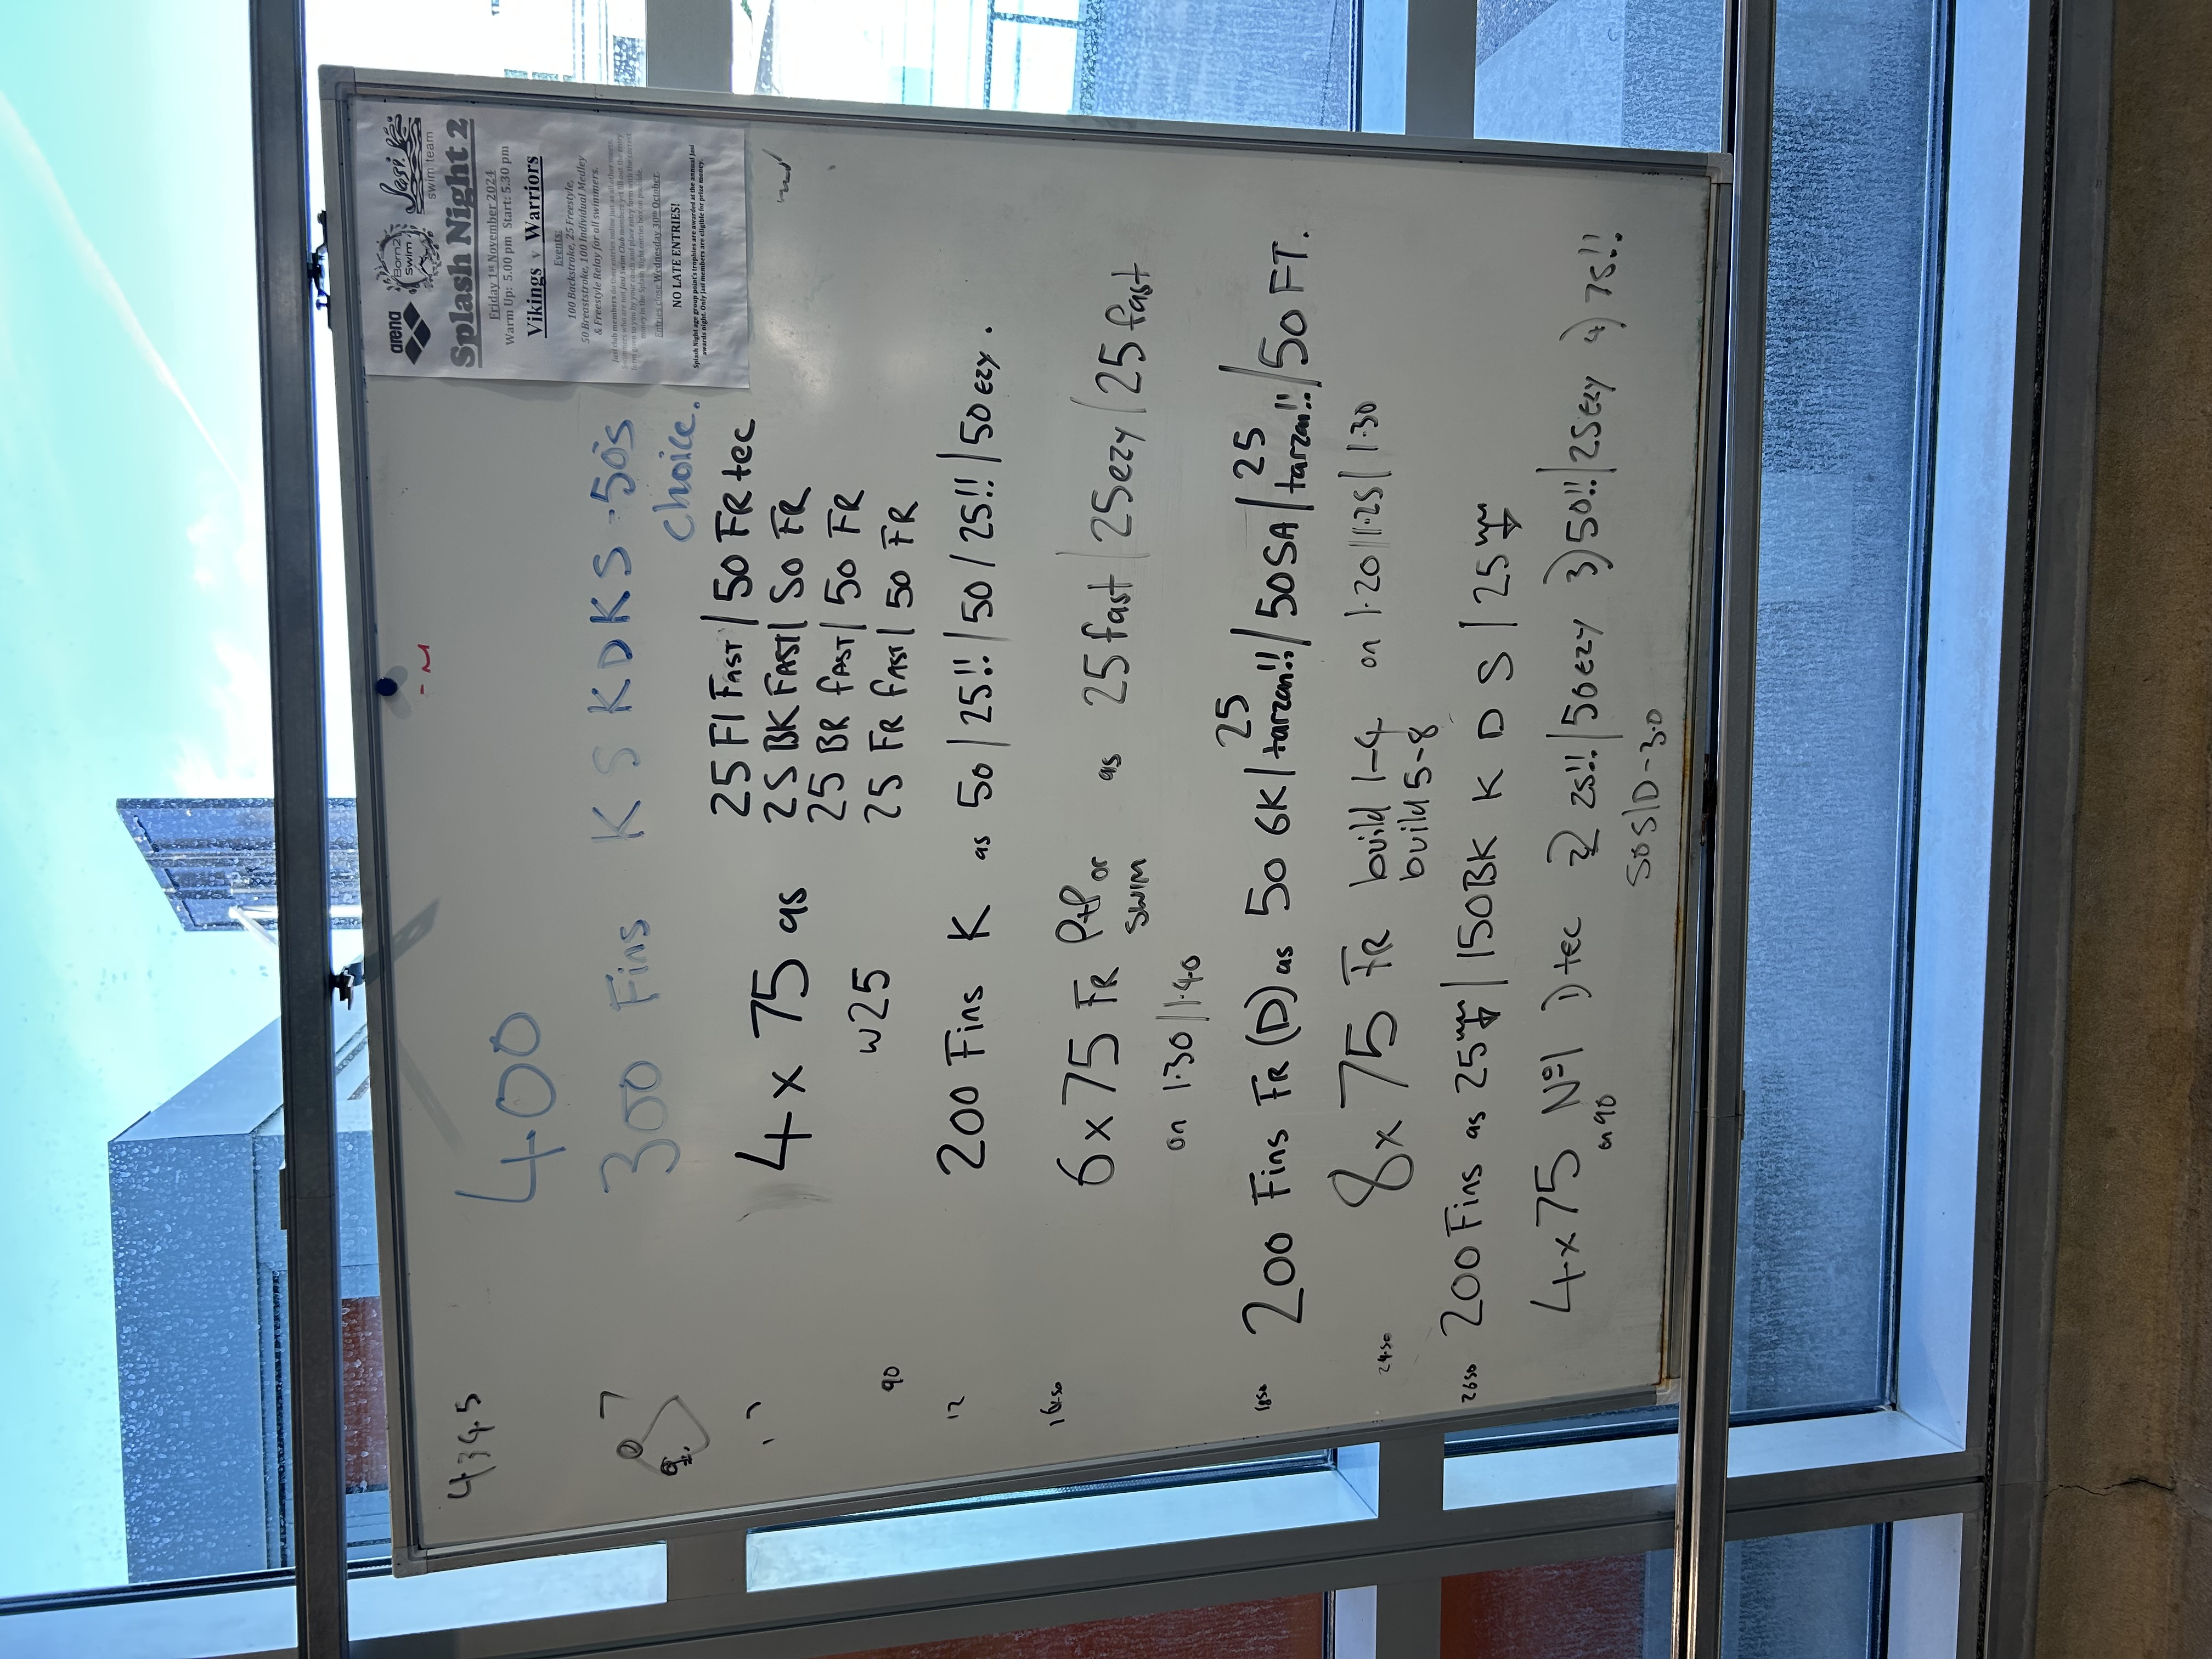 434.5
400
300 Fins K S K D K S -50's
choice.
4 x 75 as
w25
25 Fl FAST / 50 FR tec
25 BK FAST / 50 FR
25 BR fAST / 50 FR
25 FR fAST / 50 FR
90
12
200 Fins K as 50 / 25!! / 50 / 25!! / 50 ezy.
16.50
6 x 75 FR P+P or SWIM as 25 fast / 25 ezy / 25 fast
on 1.30 / 1.40
1850
200 Fins FR (D) as 50 6K / 25 tarzan!! / 50 SA / 25 tarzan!! / 50 FT.
8 x 75 FR build 1-4 on 1.20 / 1.25 / 1.30
build 5-8
24.50
2650
200 Fins as 25 / 150BK K D S / 25
4 x 75 Nº1 1) tec 2) 25!! / 50 ezy 3) 50!! / 25 ezy 4) 75!!
on 90
50 S/D - 3.0
arena
Born2
Swim
Jasi
swim team
Splash Night 2
Friday 1st November 2024
Warm Up: 5.00 pm Start: 5.30 pm
Vikings v Warriors
Events:
100 Backstroke, 25 Freestyle,
50 Breaststroke, 100 Individual Medley
& Freestyle Relay for all swimmers.
Jasi club members do their entries online just as all other meets.
Swimmers who are not Jasi Swim Club members yet fill out the entry
form given to you by your coach and place entry form with the correct
money in the Splash Night entries box on poolside.
Entries close Wednesday 30th October.
NO LATE ENTRIES!
Splash Night age group point's trophies are awarded at the annual Jasi
awards night. Only Jasi members are eligible for prize money.